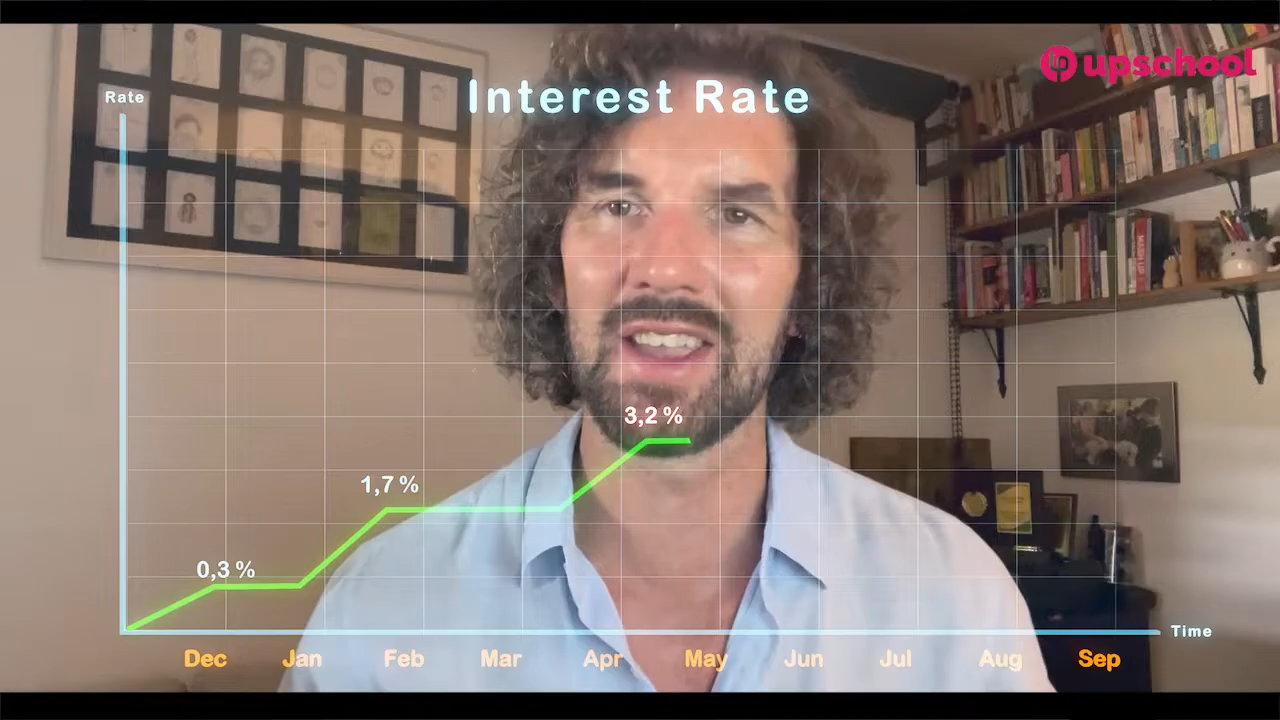 upschool
Interest Rate
Rate
3,2 %
1,7 %
0,3 %
Time
Dec Jan Feb Mar Apr May Jun Jul Aug Sep